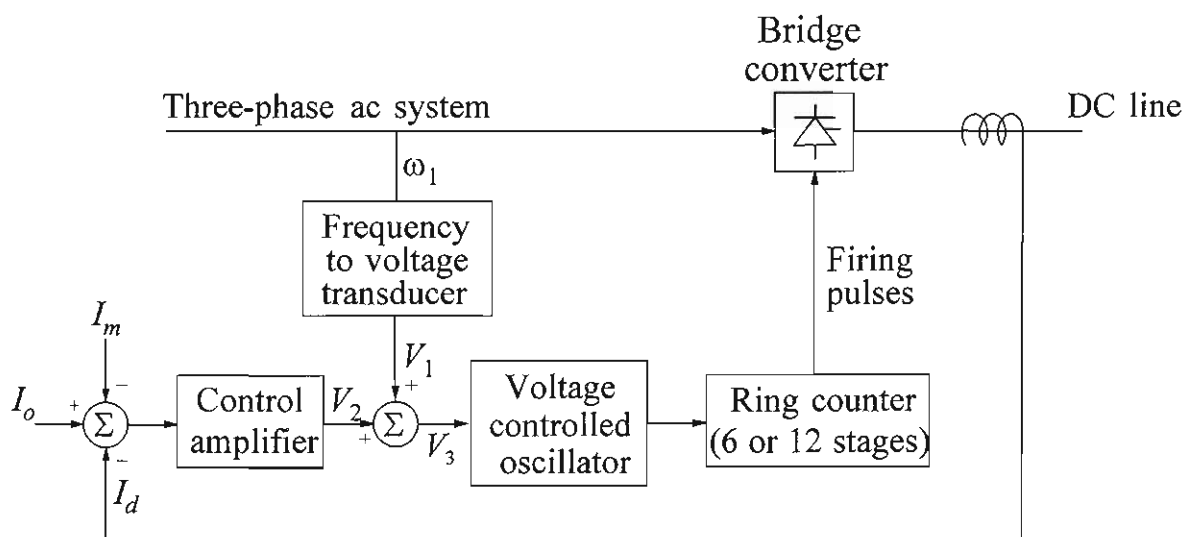 Bridge
converter
Three-phase ac system
DC line
ω₁
Frequency
to voltage
transducer
Firing
pulses
Iₘ
V₁
−
+
Iₒ
+
Σ
Control
amplifier
V₂
+
Σ
V₃
Voltage
controlled
oscillator
Ring counter
(6 or 12 stages)
−
I_d